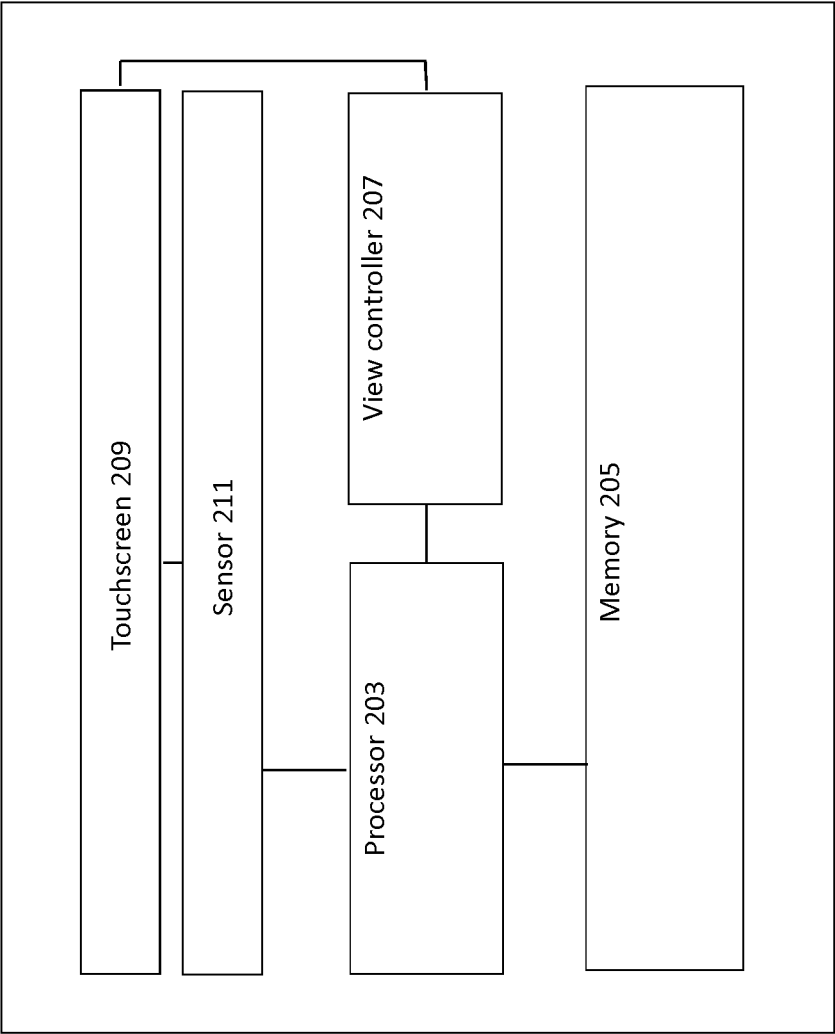 Touchscreen 209
Sensor 211
View controller 207
Processor 203
Memory 205